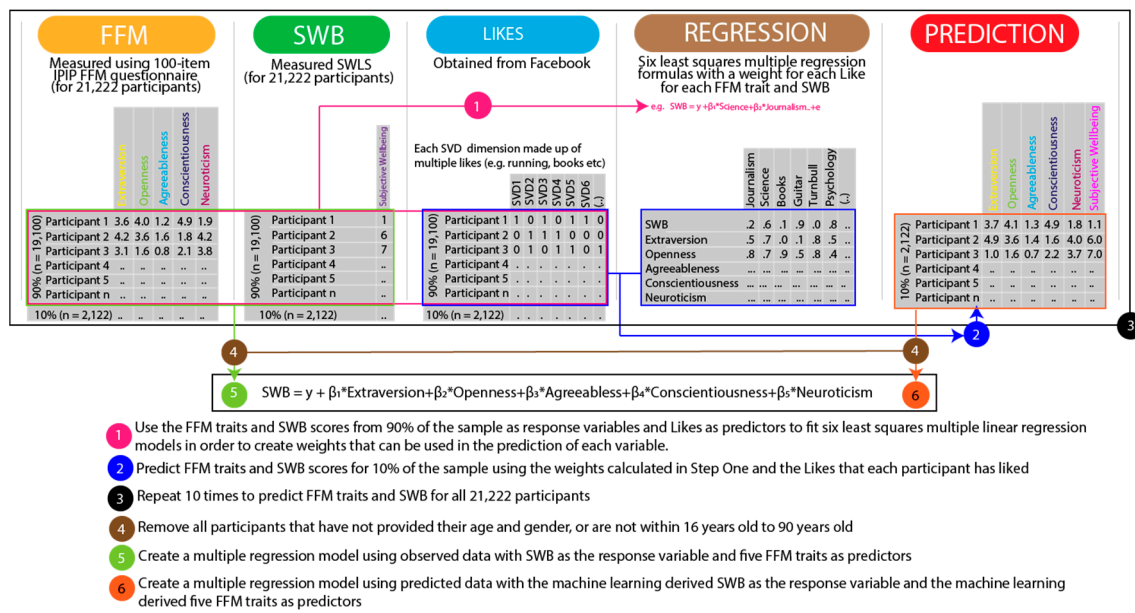 FFM
SWB
LIKES
REGRESSION
PREDICTION
Measured using 100-item
IPIP FFM questionnaire
(for 21,222 participants)
Measured SWLS
(for 21,222 participants)
Obtained from Facebook
Six least squares multiple regression
formulas with a weight for each Like
for each FFM trait and SWB
1
e.g. SWB = y +β₁*Science+β₂*Journalism..+e
Each SVD dimension made up of
multiple likes (e.g. running, books etc)
Extraversion Openness Agreeableness Conscientiousness Neuroticism
90% (n = 19,100)
Participant 1 3.6 4.0 1.2 4.9 1.9
Participant 2 4.2 3.6 1.6 1.8 4.2
Participant 3 3.1 1.6 0.8 2.1 3.8
Participant 4 .. .. .. .. ..
Participant 5 .. .. .. .. ..
Participant n .. .. .. .. ..
10% (n = 2,122) .. .. .. .. ..
Subjective Wellbeing
90% (n = 19,100)
Participant 1 1
Participant 2 6
Participant 3 7
Participant 4 ..
Participant 5 ..
Participant n ..
10% (n = 2,122) ..
SVD1 SVD2 SVD3 SVD4 SVD5 SVD6 (..)
90% (n = 19,100)
Participant 1 1 0 1 0 1 1 0
Participant 2 0 1 1 1 0 0 0
Participant 3 0 1 0 1 1 0 1
Participant 4 . . . . . . .
Participant 5 . . . . . . .
Participant n . . . . . . .
10% (n = 2,122) . . . . . . .
Journalism Science Books Guitar Turnbull Psychology (..)
SWB .2 .6 .1 .9 .0 .8 ..
Extraversion .5 .7 .0 .1 .8 .5 ..
Openness .8 .7 .9 .5 .8 .4 ..
Agreeableness ... ... ... ... ... ... ..
Conscientiousness ... ... ... ... ... ... ..
Neuroticism ... ... ... ... ... ... ..
Extraversion Openness Agreeableness Conscientiousness Neuroticism Subjective Wellbeing
10% (n = 2,122)
Participant 1 3.7 4.1 1.3 4.9 1.8 1.1
Participant 2 4.9 3.6 1.4 1.6 4.0 6.0
Participant 3 1.0 1.6 0.7 2.2 3.7 7.0
Participant 4 .. .. .. .. .. ..
Participant 5 .. .. .. .. .. ..
Participant n .. .. .. .. .. ..
2
3
4
4
5
SWB = y + β₁*Extraversion+β₂*Openness+β₃*Agreeabless+β₄*Conscientiousness+β₅*Neuroticism
6
1 Use the FFM traits and SWB scores from 90% of the sample as response variables and Likes as predictors to fit six least squares multiple linear regression
models in order to create weights that can be used in the prediction of each variable.
2 Predict FFM traits and SWB scores for 10% of the sample using the weights calculated in Step One and the Likes that each participant has liked
3 Repeat 10 times to predict FFM traits and SWB for all 21,222 participants
4 Remove all participants that have not provided their age and gender, or are not within 16 years old to 90 years old
5 Create a multiple regression model using observed data with SWB as the response variable and five FFM traits as predictors
6 Create a multiple regression model using predicted data with the machine learning derived SWB as the response variable and the machine learning
derived five FFM traits as predictors